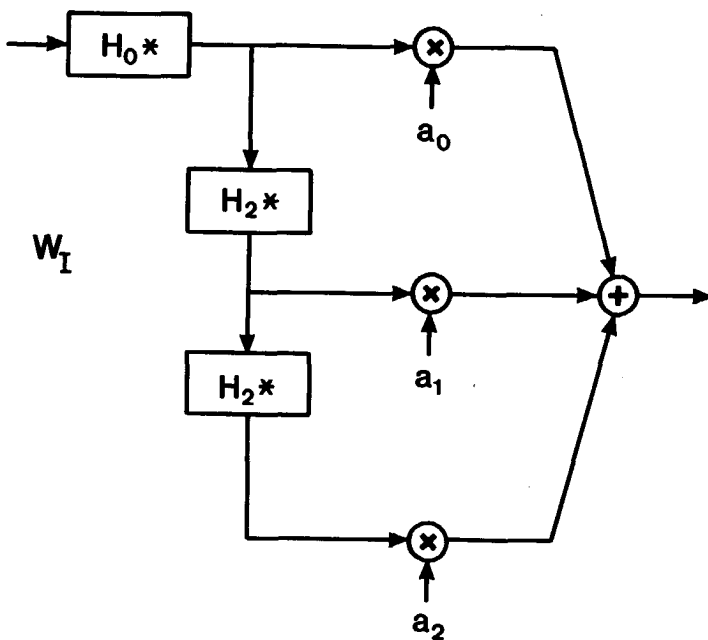 H₀*
×
a₀
H₂*
W_I
×
+
a₁
H₂*
×
a₂